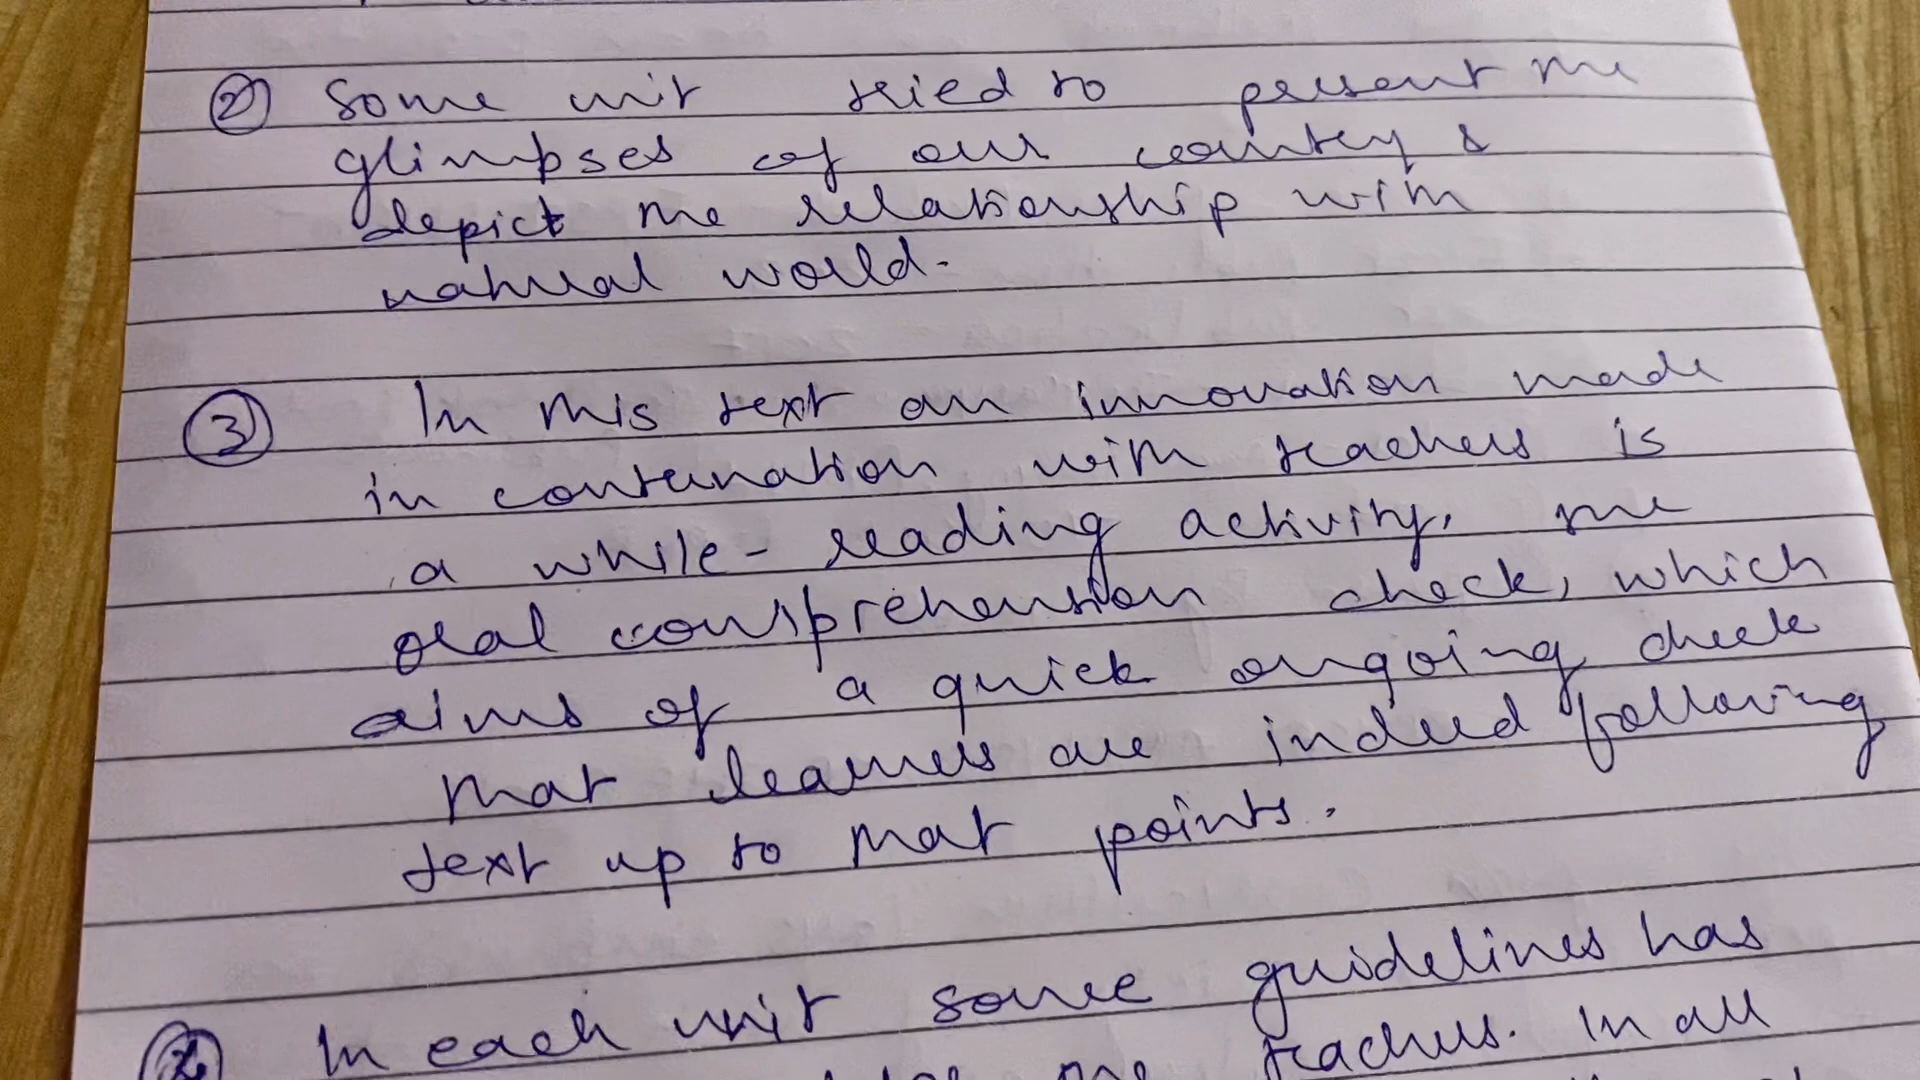 ② Some unit tried to present the
glimpses of our country &
depict the relationship with
natural world.
③ In this text an innovation made
in contunation with teachers is
a while-reading activity, the
oral comprehension check, which
aims of a quick ongoing check
that learners are indeed following
text up to that points.
In each unit some guidelines has
the teachers. In all